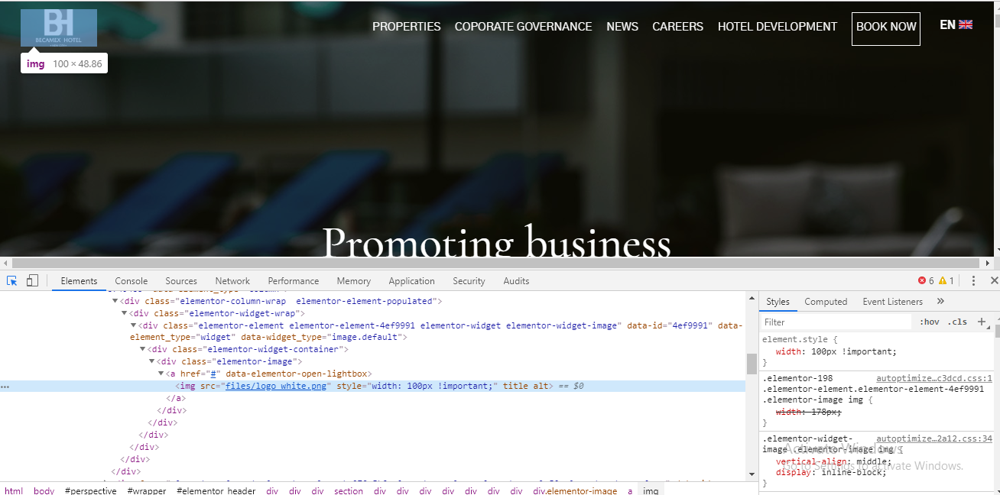 BH
BECAMEX HOTEL
PROPERTIES COPORATE GOVERNANCE NEWS CAREERS HOTEL DEVELOPMENT BOOK NOW EN
img 100 × 48.86
Promoting business
Elements Console Sources Network Performance Memory Application Security Audits 6 1
Styles Computed Event Listeners »
Filter :hov .cls +
<div class="elementor-column-wrap  elementor-element-populated">
<div class="elementor-widget-wrap">
<div class="elementor-element elementor-element-4ef9991 elementor-widget elementor-widget-image" data-id="4ef9991" data-
element_type="widget" data-widget_type="image.default">
<div class="elementor-widget-container">
<div class="elementor-image">
<a href="#" data-elementor-open-lightbox>
<img src="files/logo_white.png" style="width: 100px !important;" title alt> == $0
</a>
</div>
</div>
</div>
</div>
</div>
</div>
element.style {
width: 100px !important;
}
.elementor-198 autoptimize…c3dcd.css:1
.elementor-element.elementor-element-4ef9991
.elementor-image img {
width: 178px;
}
.elementor-widget- autoptimize…2a12.css:34
image .elementor-image img {
vertical-align: middle;
display: inline-block;
}
Activate Windows
Go to Settings to activate Windows.
html body #perspective #wrapper #elementor_header div div div section div div div div div div div div.elementor-image a img